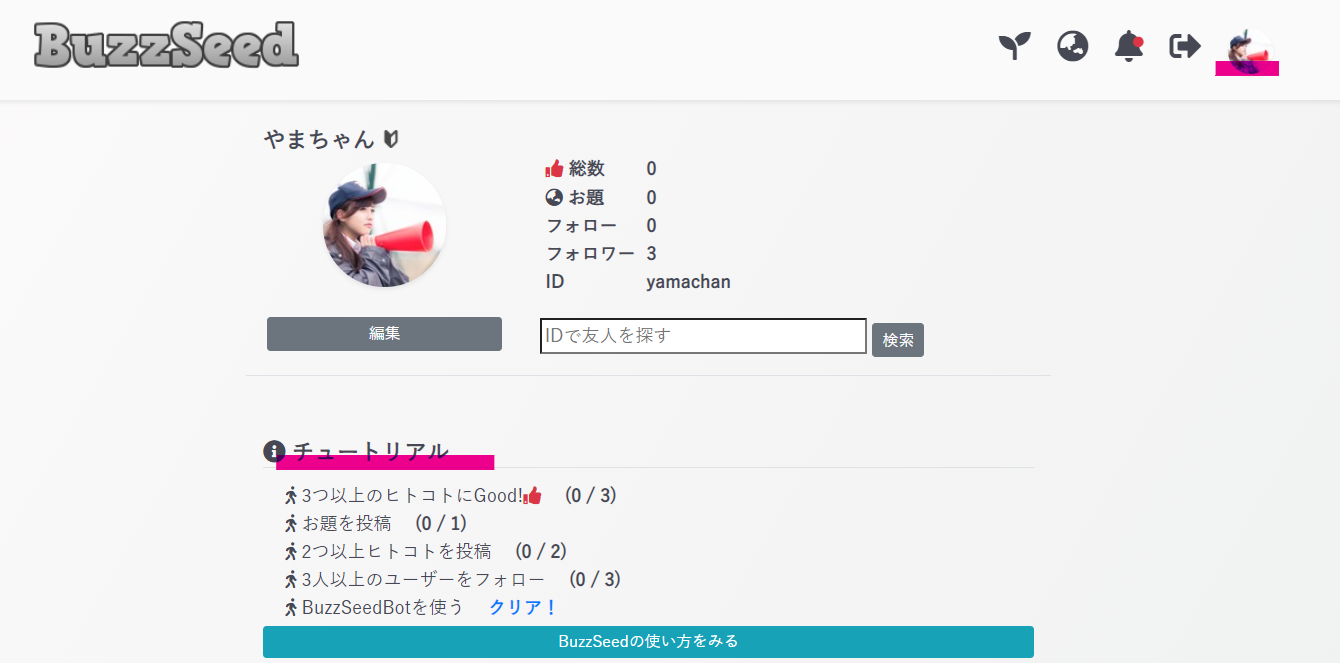 BuzzSeed
やまちゃん
総数 0
お題 0
フォロー 0
フォロワー 3
ID yamachan
編集
IDで友人を探す
検索
チュートリアル
3つ以上のヒトコトにGood! (0 / 3)
お題を投稿 (0 / 1)
2つ以上ヒトコトを投稿 (0 / 2)
3人以上のユーザーをフォロー (0 / 3)
BuzzSeedBotを使う クリア！
BuzzSeedの使い方をみる